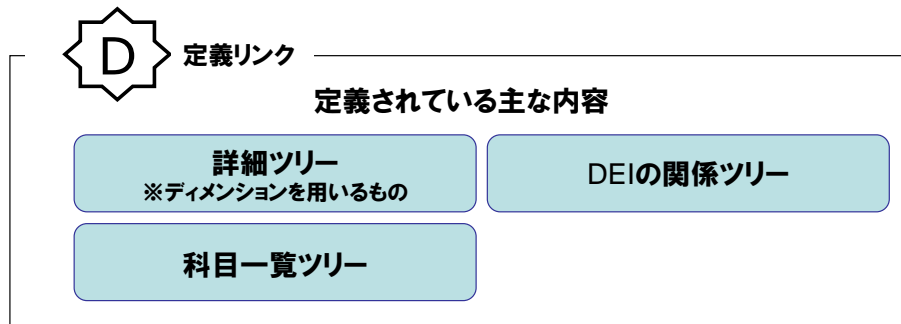 D 定義リンク
定義されている主な内容
詳細ツリー
※ディメンションを用いるもの
DEIの関係ツリー
科目一覧ツリー